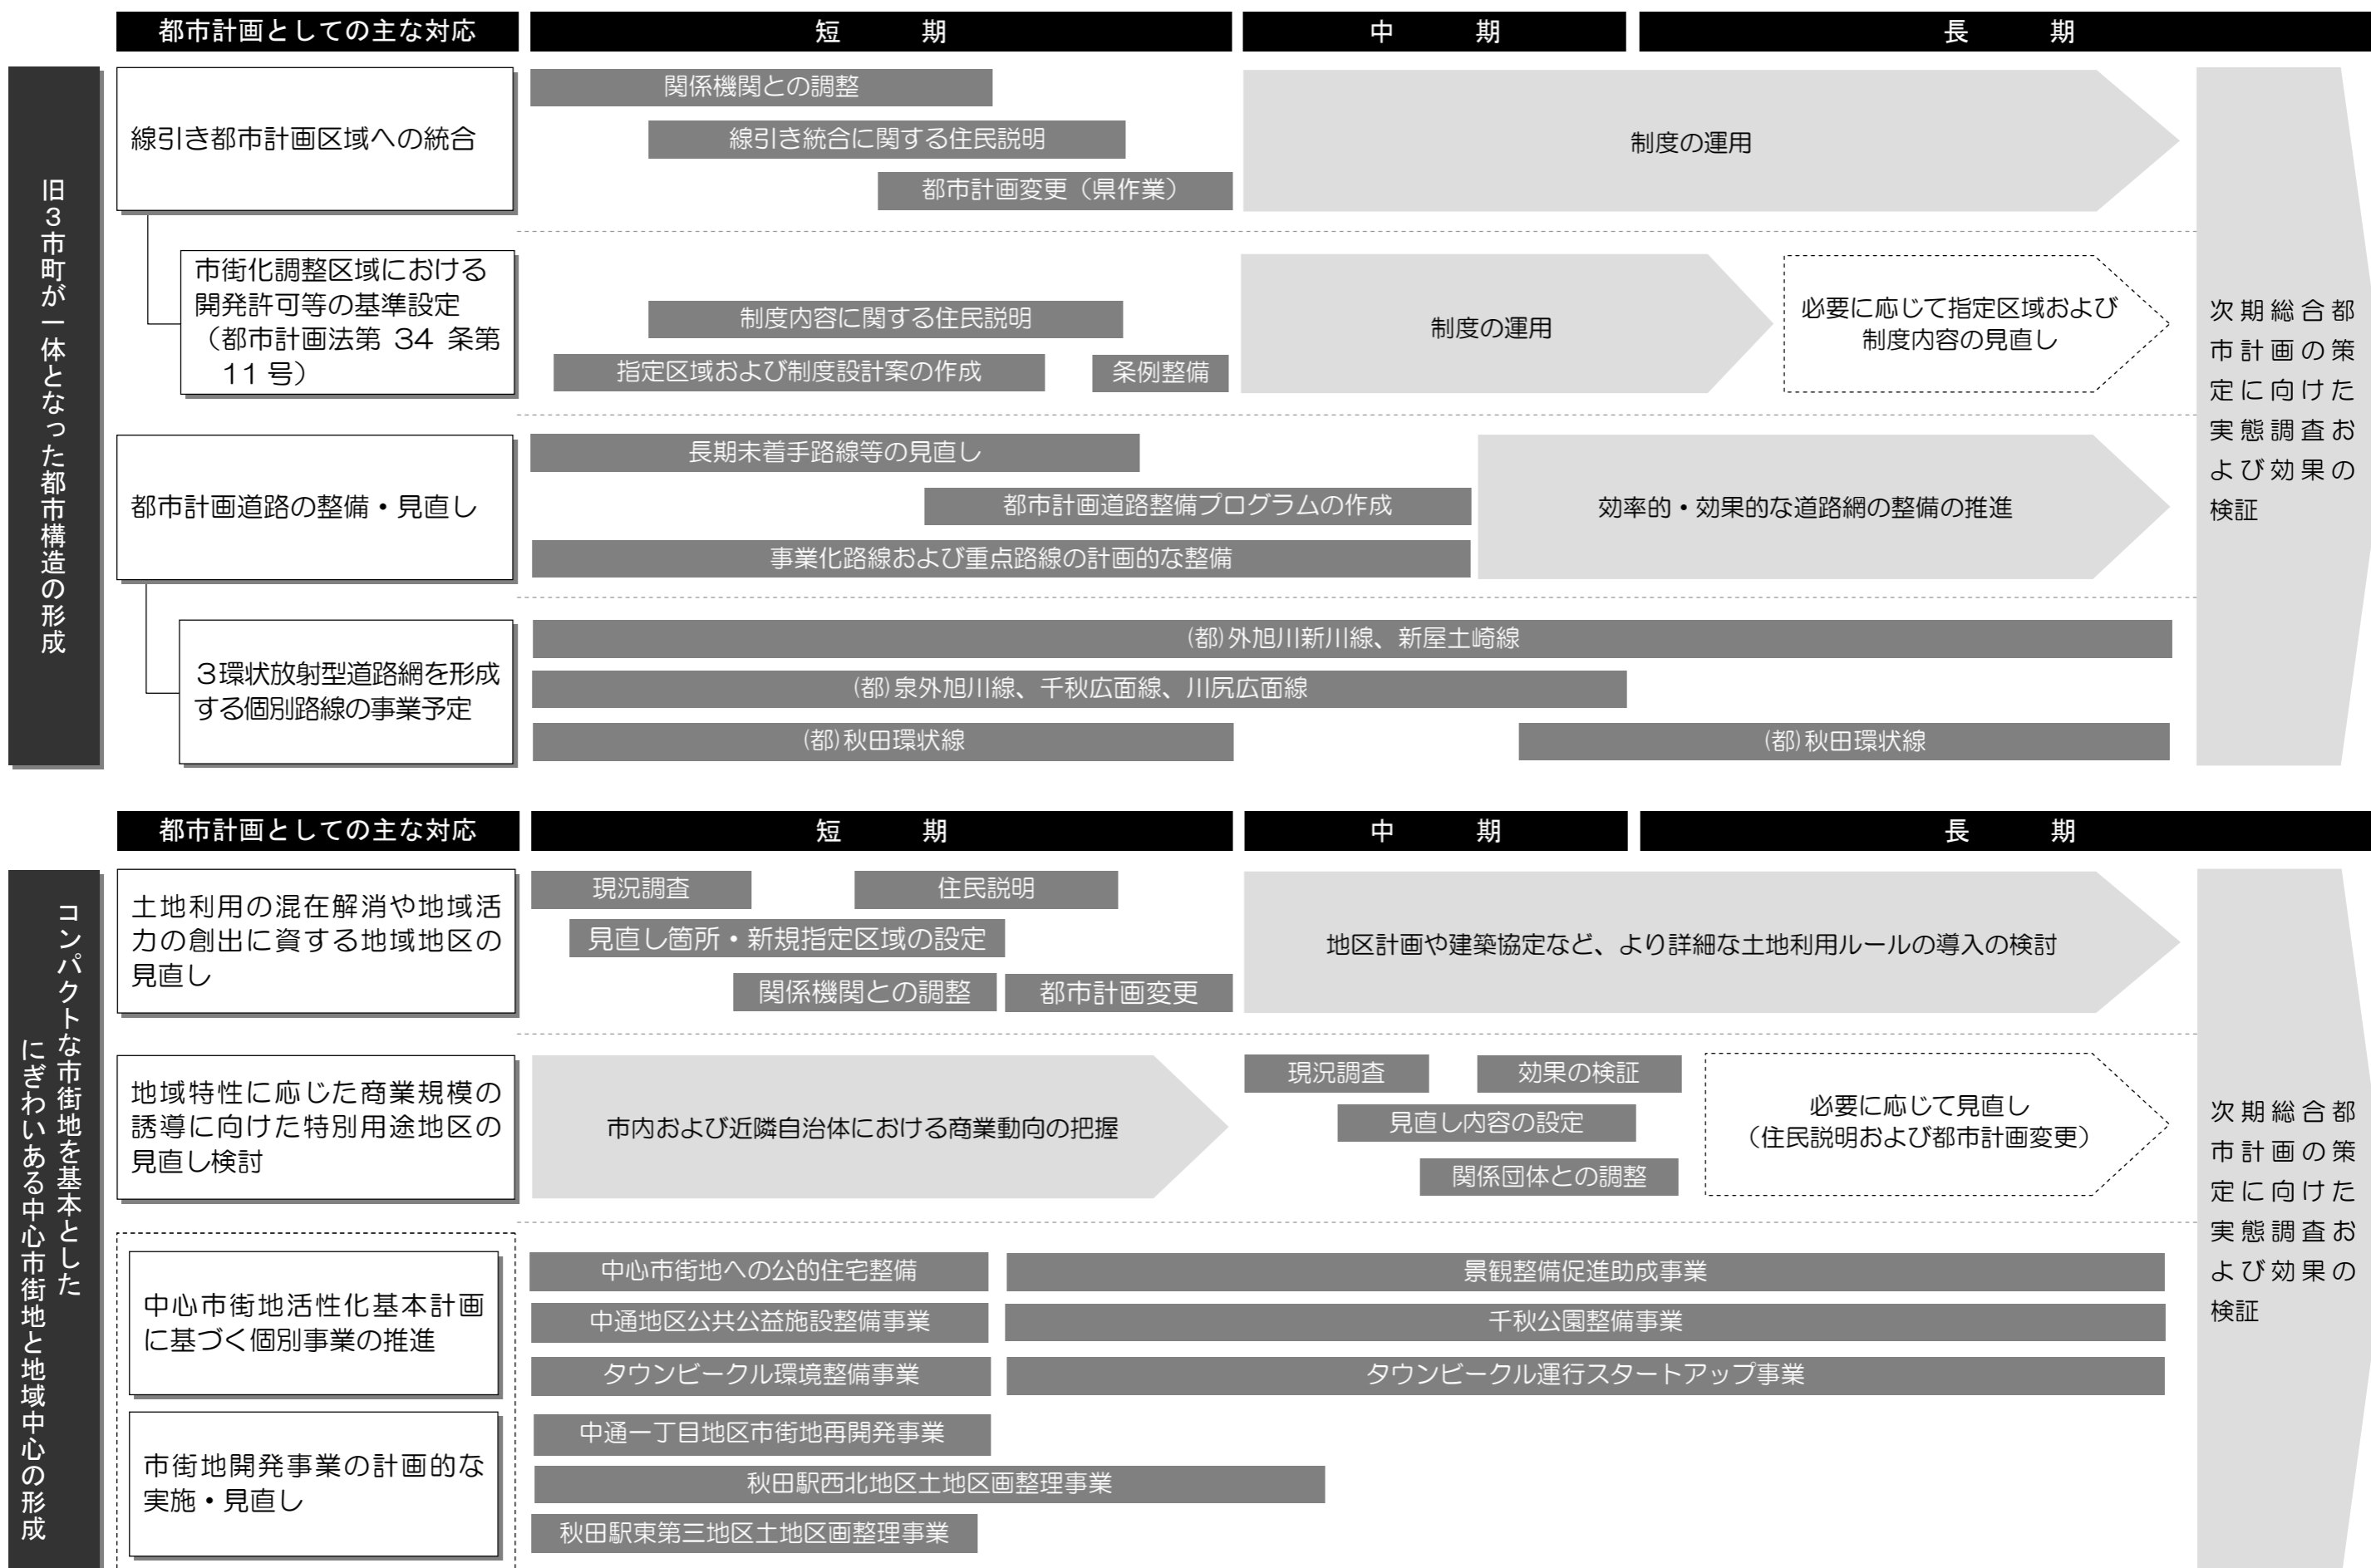 都市計画としての主な対応
短 期
中 期
長 期
旧３市町が一体となった都市構造の形成
線引き都市計画区域への統合
関係機関との調整
線引き統合に関する住民説明
都市計画変更（県作業）
制度の運用
市街化調整区域における
開発許可等の基準設定
（都市計画法第 34 条第
11 号）
制度内容に関する住民説明
指定区域および制度設計案の作成
条例整備
制度の運用
必要に応じて指定区域および
制度内容の見直し
都市計画道路の整備・見直し
長期未着手路線等の見直し
都市計画道路整備プログラムの作成
事業化路線および重点路線の計画的な整備
効率的・効果的な道路網の整備の推進
３環状放射型道路網を形成
する個別路線の事業予定
(都)外旭川新川線、新屋土崎線
(都)泉外旭川線、千秋広面線、川尻広面線
(都)秋田環状線
(都)秋田環状線
次期総合都
市計画の策
定に向けた
実態調査お
よび効果の
検証
都市計画としての主な対応
短 期
中 期
長 期
コンパクトな市街地を基本とした
にぎわいある中心市街地と地域中心の形成
土地利用の混在解消や地域活
力の創出に資する地域地区の
見直し
現況調査
住民説明
見直し箇所・新規指定区域の設定
関係機関との調整
都市計画変更
地区計画や建築協定など、より詳細な土地利用ルールの導入の検討
地域特性に応じた商業規模の
誘導に向けた特別用途地区の
見直し検討
市内および近隣自治体における商業動向の把握
現況調査
効果の検証
見直し内容の設定
関係団体との調整
必要に応じて見直し
（住民説明および都市計画変更）
中心市街地活性化基本計画
に基づく個別事業の推進
中心市街地への公的住宅整備
景観整備促進助成事業
中通地区公共公益施設整備事業
千秋公園整備事業
タウンビークル環境整備事業
タウンビークル運行スタートアップ事業
市街地開発事業の計画的な
実施・見直し
中通一丁目地区市街地再開発事業
秋田駅西北地区土地区画整理事業
秋田駅東第三地区土地区画整理事業
次期総合都
市計画の策
定に向けた
実態調査お
よび効果の
検証